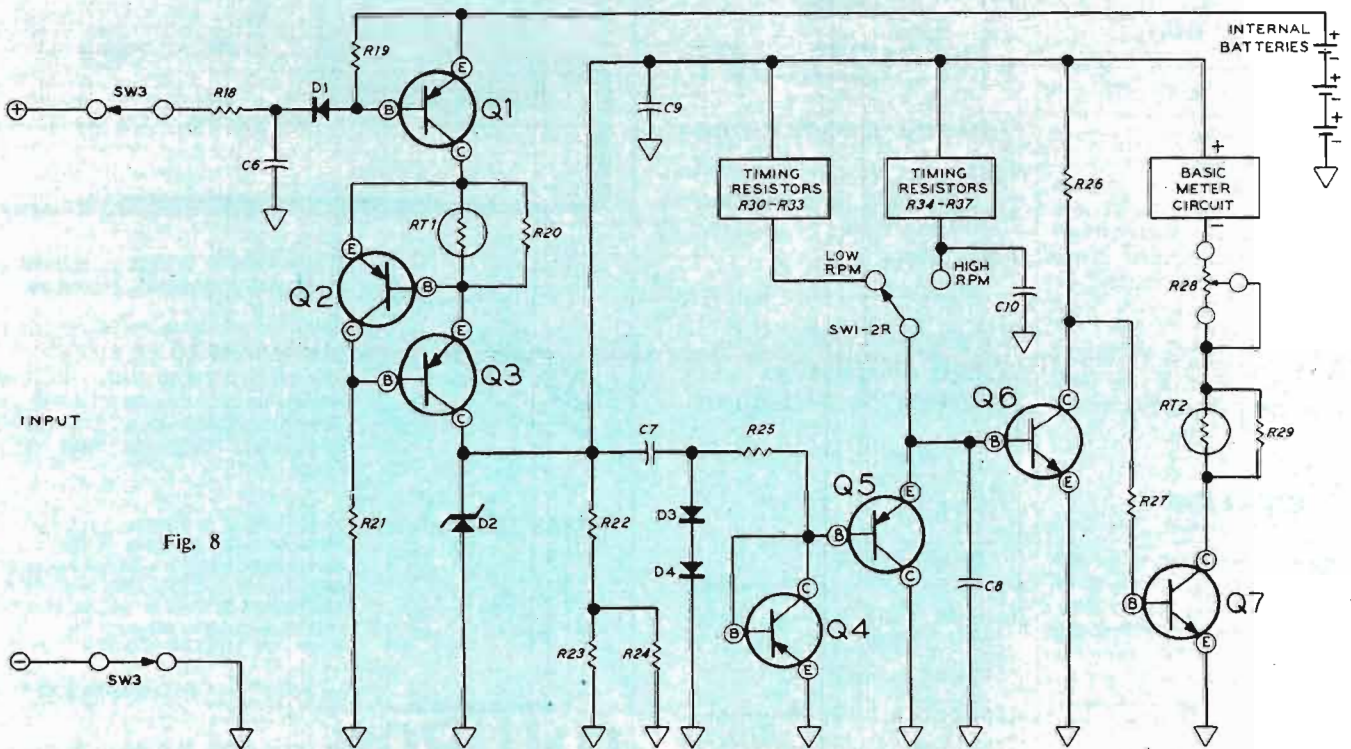 INTERNAL
BATTERIES
+
-
+
-
+
-
R19
E
SW3
R18
D1
B
Q1
+
C6
C
C9
TIMING
RESISTORS
R30-R33
TIMING
RESISTORS
R34-R37
R26
+
BASIC
METER
CIRCUIT
-
RT1
R20
E
Q2
B
C
LOW
RPM
HIGH
RPM
C10
R28
SW1-2R
E
Q3
B
C
INPUT
C7
R25
Q6
C
B
E
RT2
R29
Q5
E
B
C
R21
D2
R22
D3
R27
Fig. 8
D4
C8
C
Q4
B
E
C
Q7
B
E
R23
R24
-
SW3